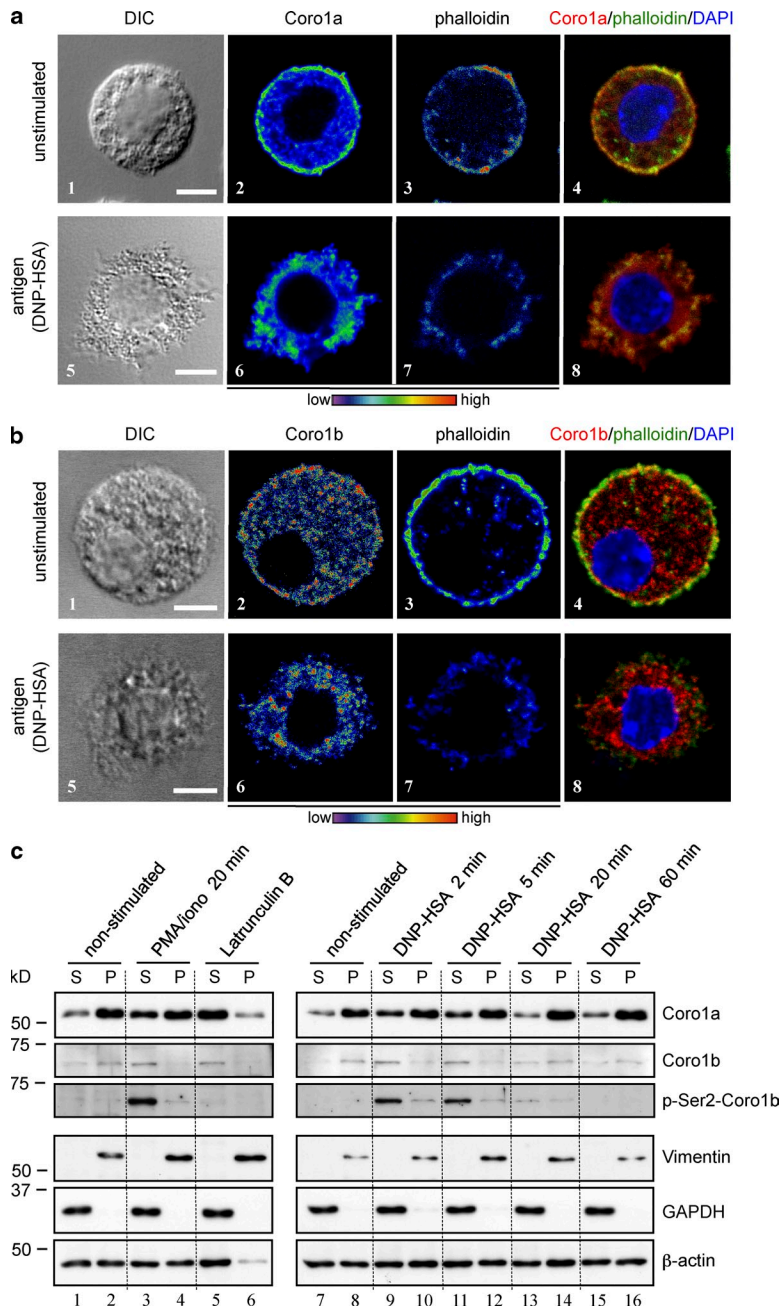 a
DIC Coro1a phalloidin Coro1a/phalloidin/DAPI
unstimulated
1 2 3 4
antigen
(DNP-HSA)
5 6 7 8
low high
b
DIC Coro1b phalloidin Coro1b/phalloidin/DAPI
unstimulated
1 2 3 4
antigen
(DNP-HSA)
5 6 7 8
low high
c
non-stimulated PMA/iono 20 min Latrunculin B non-stimulated DNP-HSA 2 min DNP-HSA 5 min DNP-HSA 20 min DNP-HSA 60 min
kD S P S P S P S P S P S P S P S P
50 Coro1a
75 Coro1b
75 p-Ser2-Coro1b
50 Vimentin
37 GAPDH
50 β-actin
1 2 3 4 5 6 7 8 9 10 11 12 13 14 15 16